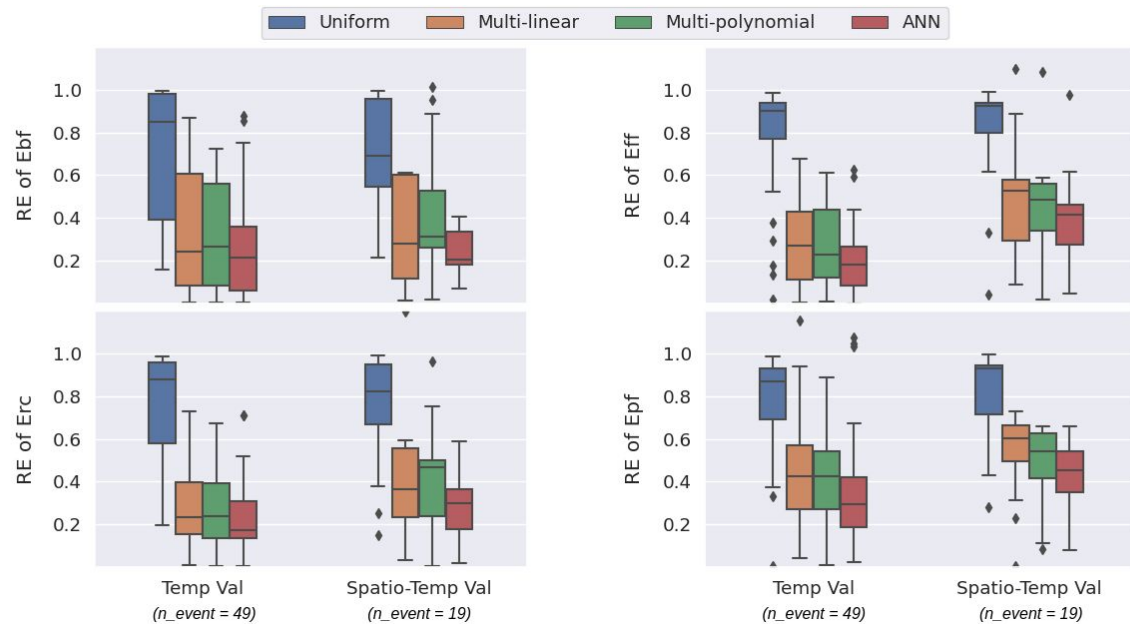 Uniform Multi-linear Multi-polynomial ANN
RE of Ebf
1.0
0.8
0.6
0.4
0.2
RE of Eff
1.0
0.8
0.6
0.4
0.2
RE of Erc
1.0
0.8
0.6
0.4
0.2
RE of Epf
1.0
0.8
0.6
0.4
0.2
Temp Val Spatio-Temp Val
(n_event = 49) (n_event = 19)
Temp Val Spatio-Temp Val
(n_event = 49) (n_event = 19)